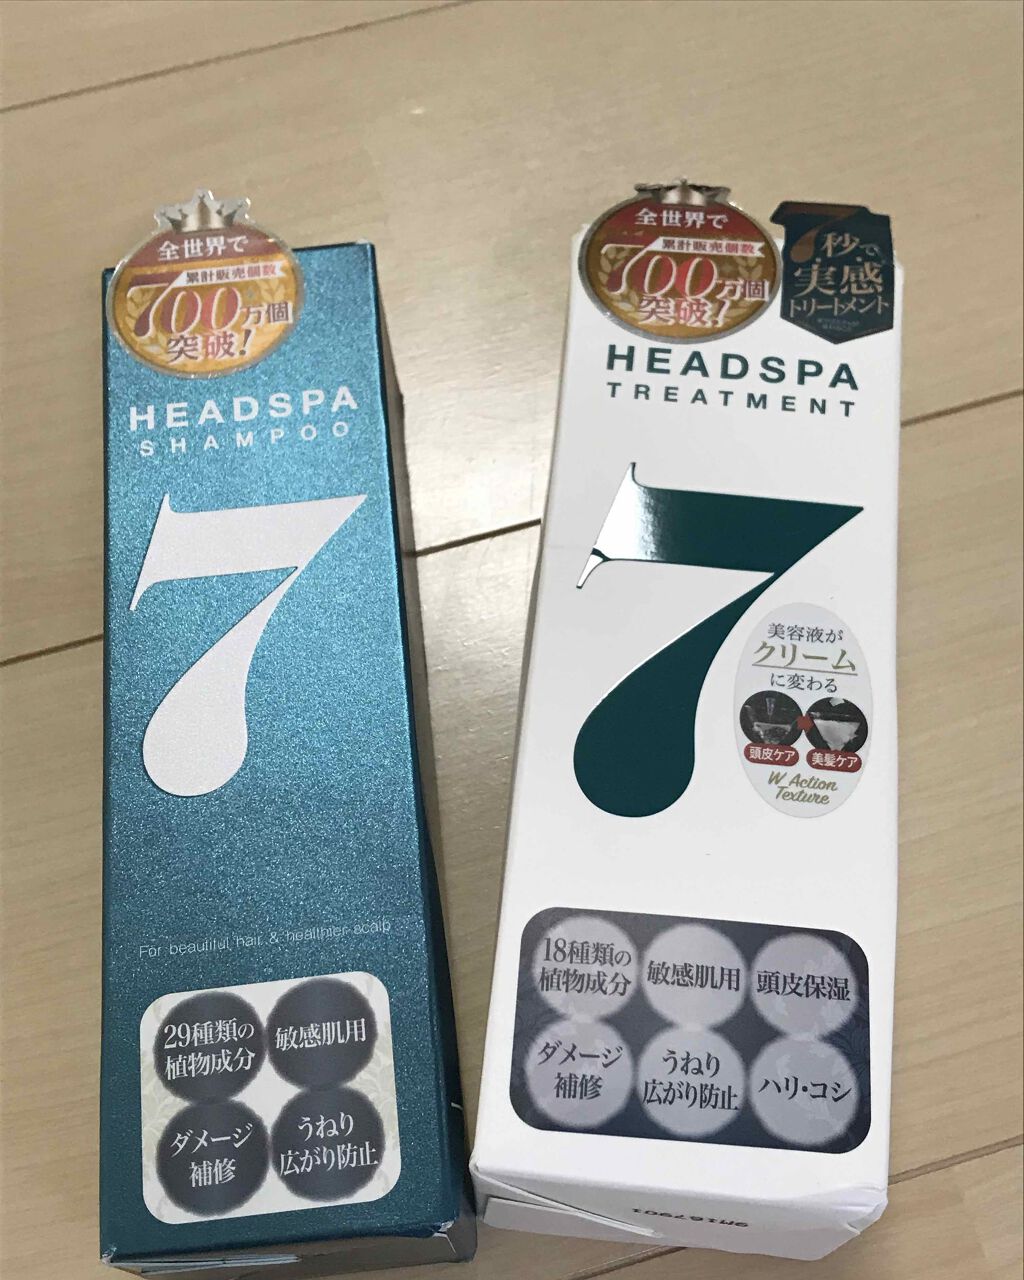 全世界で
累計販売個数
700万個
突破!
HEADSPA
SHAMPOO
7
For beautiful hair & healthier scalp
29種類の
植物成分
敏感肌用
ダメージ
補修
うねり
広がり防止
全世界で
累計販売個数
700万個
突破!
7秒で
実感
トリートメント
HEADSPA
TREATMENT
7
美容液が
クリーム
に変わる
頭皮ケア
美髪ケア
W Action
Texture
18種類の
植物成分
敏感肌用
頭皮保湿
ダメージ
補修
うねり
広がり防止
ハリ・コシ